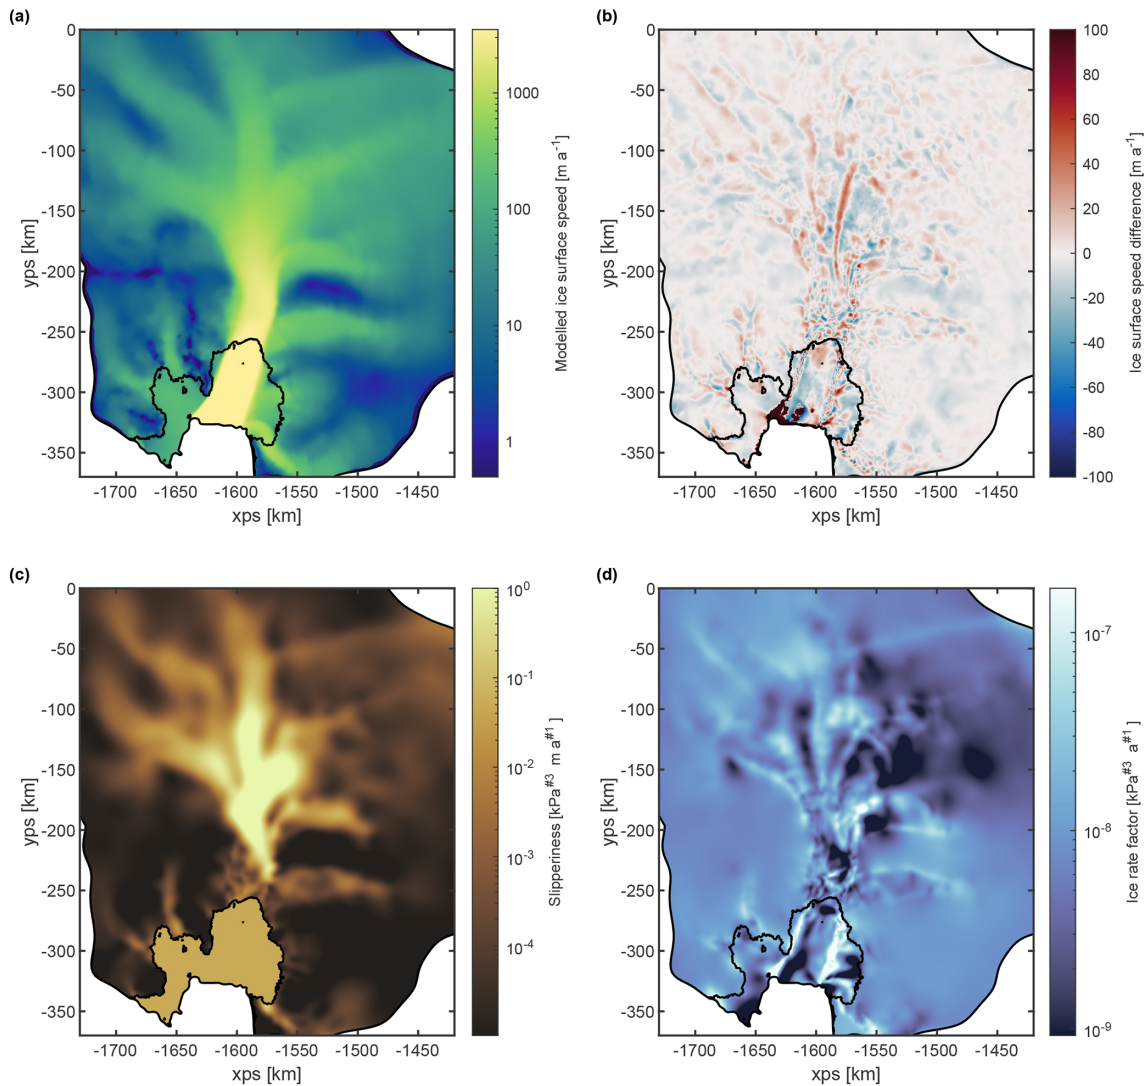 (a)
0
-50
-100
-150
-200
-250
-300
-350
yps [km]
-1700 -1650 -1600 -1550 -1500 -1450
xps [km]
1000
100
10
1
Modelled ice surface speed [m a-1]
(b)
0
-50
-100
-150
-200
-250
-300
-350
yps [km]
-1700 -1650 -1600 -1550 -1500 -1450
xps [km]
100
80
60
40
20
0
-20
-40
-60
-80
-100
Ice surface speed difference [m a-1]
(c)
0
-50
-100
-150
-200
-250
-300
-350
yps [km]
-1700 -1650 -1600 -1550 -1500 -1450
xps [km]
10^0
10^-1
10^-2
10^-3
10^-4
Slipperiness [kPa#3 m a#1 ]
(d)
0
-50
-100
-150
-200
-250
-300
-350
yps [km]
-1700 -1650 -1600 -1550 -1500 -1450
xps [km]
10^-7
10^-8
10^-9
Ice rate factor [kPa#3 a#1 ]